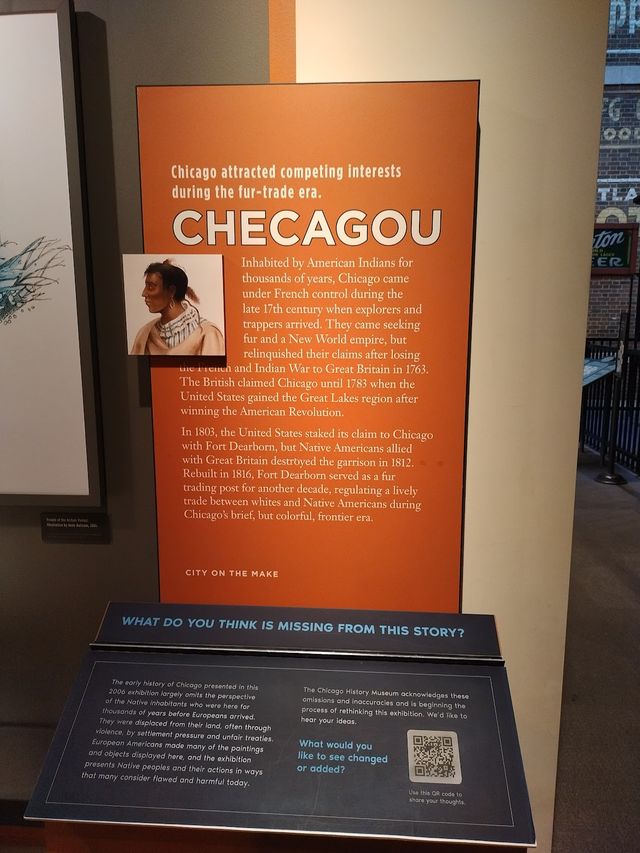 Chicago attracted competing interests
during the fur-trade era.
CHECAGOU
Inhabited by American Indians for
thousands of years, Chicago came
under French control during the
late 17th century when explorers and
trappers arrived. They came seeking
fur and a New World empire, but
relinquished their claims after losing
the French and Indian War to Great Britain in 1763.
The British claimed Chicago until 1783 when the
United States gained the Great Lakes region after
winning the American Revolution.
In 1803, the United States staked its claim to Chicago
with Fort Dearborn, but Native Americans allied
with Great Britain destroyed the garrison in 1812.
Rebuilt in 1816, Fort Dearborn served as a fur
trading post for another decade, regulating a lively
trade between whites and Native Americans during
Chicago's brief, but colorful, frontier era.
CITY ON THE MAKE
WHAT DO YOU THINK IS MISSING FROM THIS STORY?
The early history of Chicago presented in this
2006 exhibition largely omits the perspective
of the Native inhabitants who were here for
thousands of years before Europeans arrived.
They were displaced from their land, often through
violence, by settlement pressure and unfair treaties.
European Americans made many of the paintings
and objects displayed here, and the exhibition
presents Native peoples and their actions in ways
that many consider flawed and harmful today.
The Chicago History Museum acknowledges these
omissions and inaccuracies and is beginning the
process of rethinking this exhibition. We'd like to
hear your ideas.
What would you
like to see changed
or added?
Use this QR code to
share your thoughts.